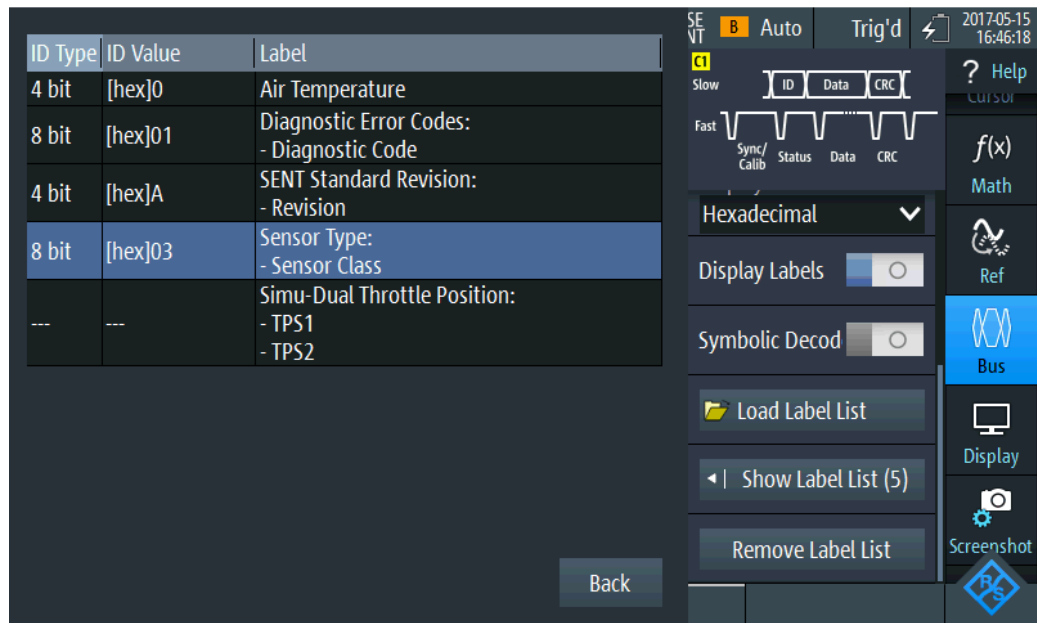 ID Type ID Value Label
4 bit [hex]0 Air Temperature
8 bit [hex]01 Diagnostic Error Codes:
- Diagnostic Code
4 bit [hex]A SENT Standard Revision:
- Revision
8 bit [hex]03 Sensor Type:
- Sensor Class
--- --- Simu-Dual Throttle Position:
- TPS1
- TPS2
Back
SE
NT B Auto Trig'd
2017-05-15
16:46:18
C1
Slow ID Data CRC
Fast
Sync/
Calib Status Data CRC
Hexadecimal
Display Labels
Symbolic Decod
Load Label List
Show Label List (5)
Remove Label List
? Help
Cursor
f(x)
Math
Ref
Bus
Display
Screenshot
R&S